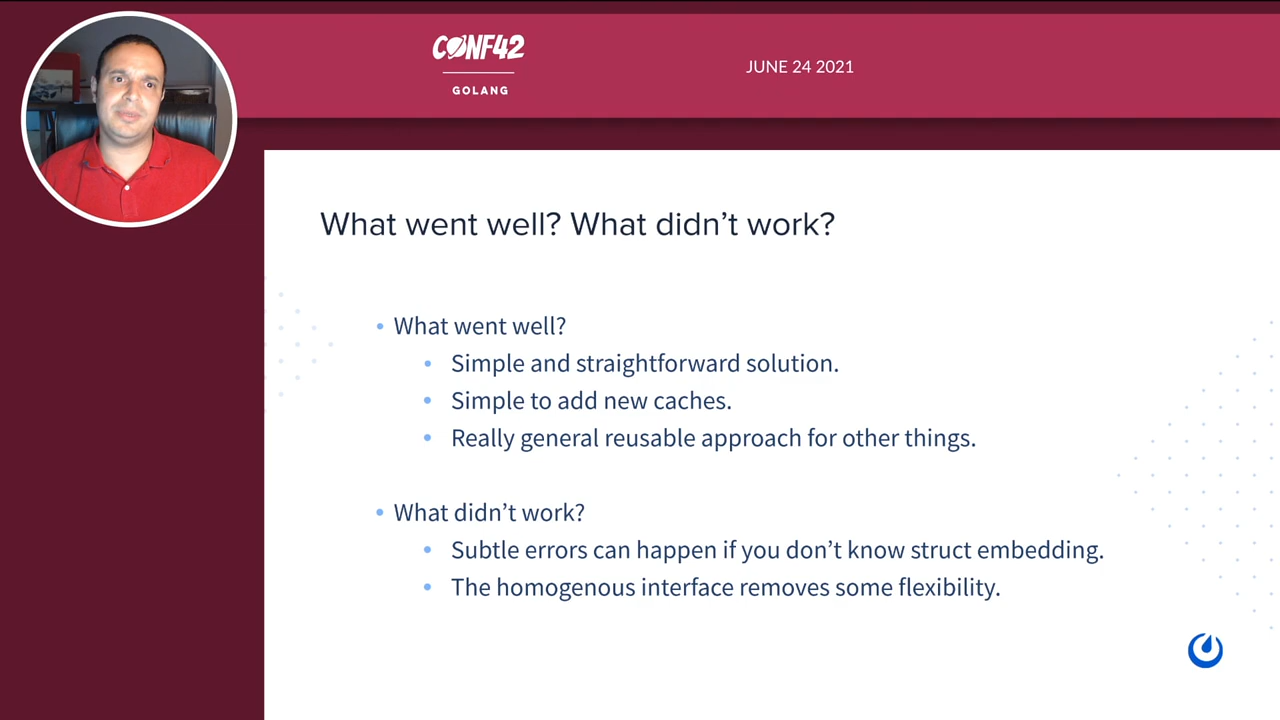 CONF42
GOLANG
JUNE 24 2021
What went well? What didn’t work?
• What went well?
• Simple and straightforward solution.
• Simple to add new caches.
• Really general reusable approach for other things.
• What didn’t work?
• Subtle errors can happen if you don’t know struct embedding.
• The homogenous interface removes some flexibility.